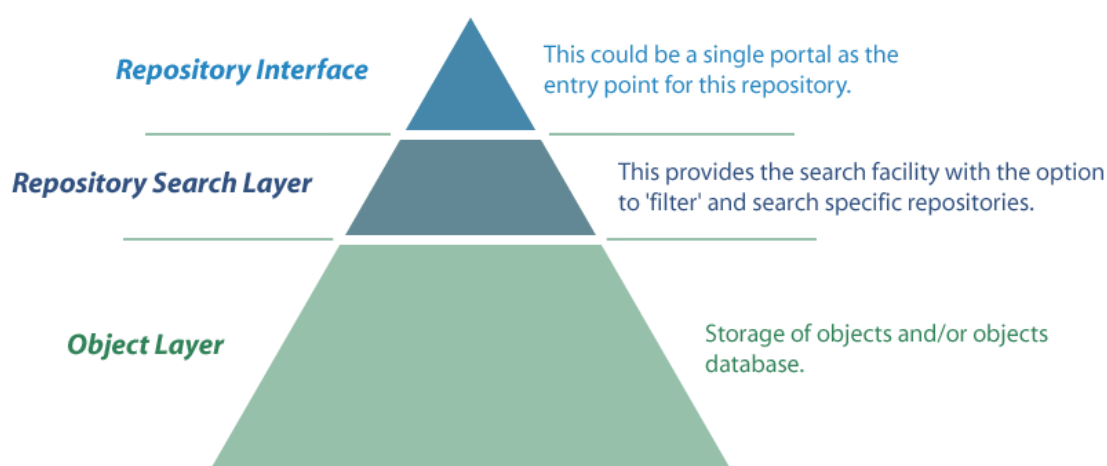 Repository Interface
This could be a single portal as the
entry point for this repository.
Repository Search Layer
This provides the search facility with the option
to 'filter' and search specific repositories.
Object Layer
Storage of objects and/or objects
database.